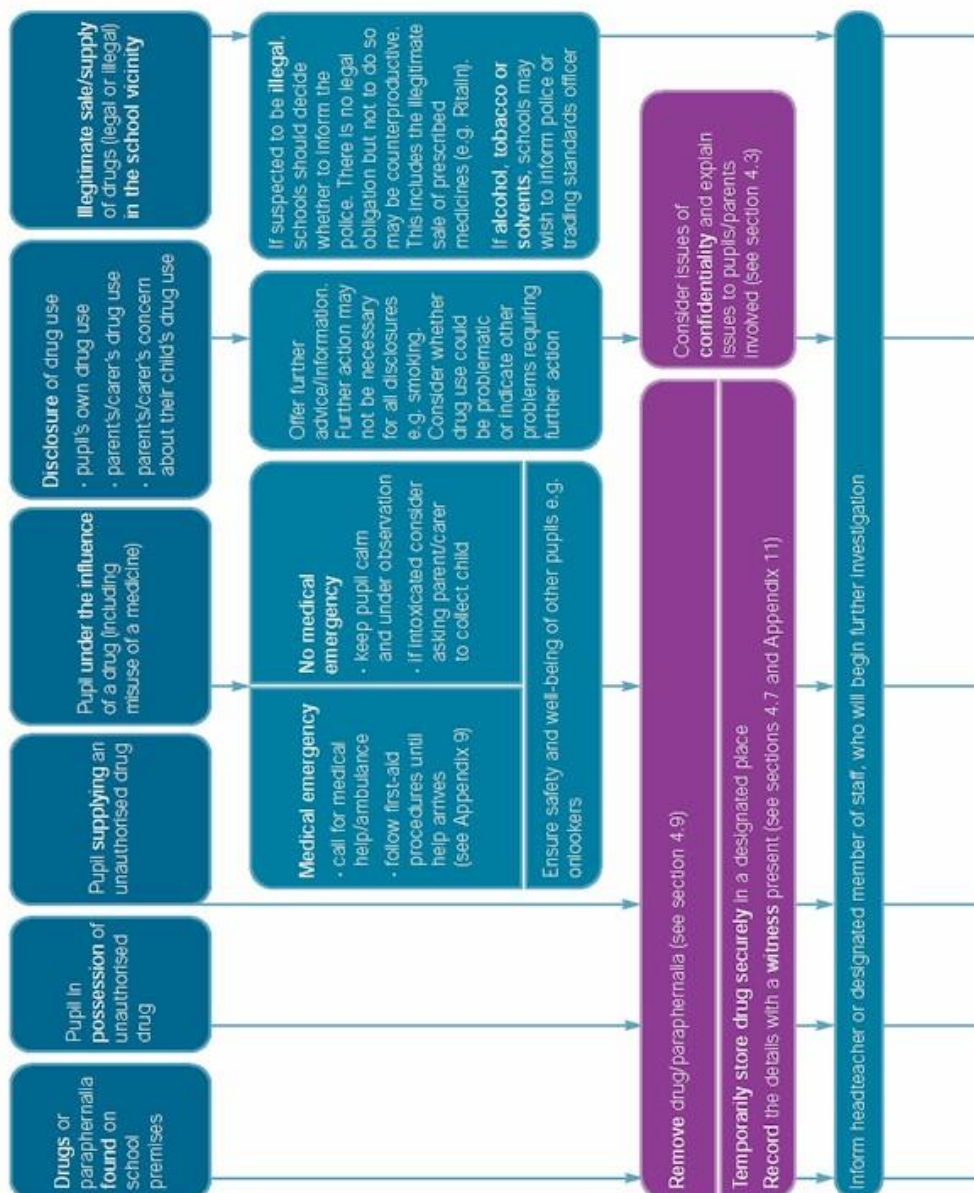 Drugs or
paraphernalia
found on
school
premises
Pupil in
possession of
unauthorised
drug
Pupil supplying an
unauthorised drug
Pupil under the influence
of a drug (including
misuse of a medicine)
Disclosure of drug use
· pupil's own drug use
· parent's/carer's drug use
· parent's/carer's concern
about their child's drug use
Illegitimate sale/supply
of drugs (legal or illegal)
in the school vicinity
Medical emergency
· call for medical
help/ambulance
· follow first-aid
procedures until
help arrives
(see Appendix 9)
No medical
emergency
· keep pupil calm
and under observation
· if intoxicated consider
asking parent/carer
to collect child
Ensure safety and well-being of other pupils e.g.
onlookers
Offer further
advice/information.
Further action may
not be necessary
for all disclosures
e.g. smoking.
Consider whether
drug use could
be problematic
or indicate other
problems requiring
further action
If suspected to be illegal,
schools should decide
whether to inform the
police. There is no legal
obligation but not to do so
may be counterproductive.
This includes the illegitimate
sale of prescribed
medicines (e.g. Ritalin).
If alcohol, tobacco or
solvents, schools may
wish to inform police or
trading standards officer
Remove drug/paraphernalia (see section 4.9)
Temporarily store drug securely in a designated place
Record the details with a witness present (see sections 4.7 and Appendix 11)
Consider issues of
confidentiality and explain
issues to pupils/parents
involved (see section 4.3)
Inform headteacher or designated member of staff, who will begin further investigation